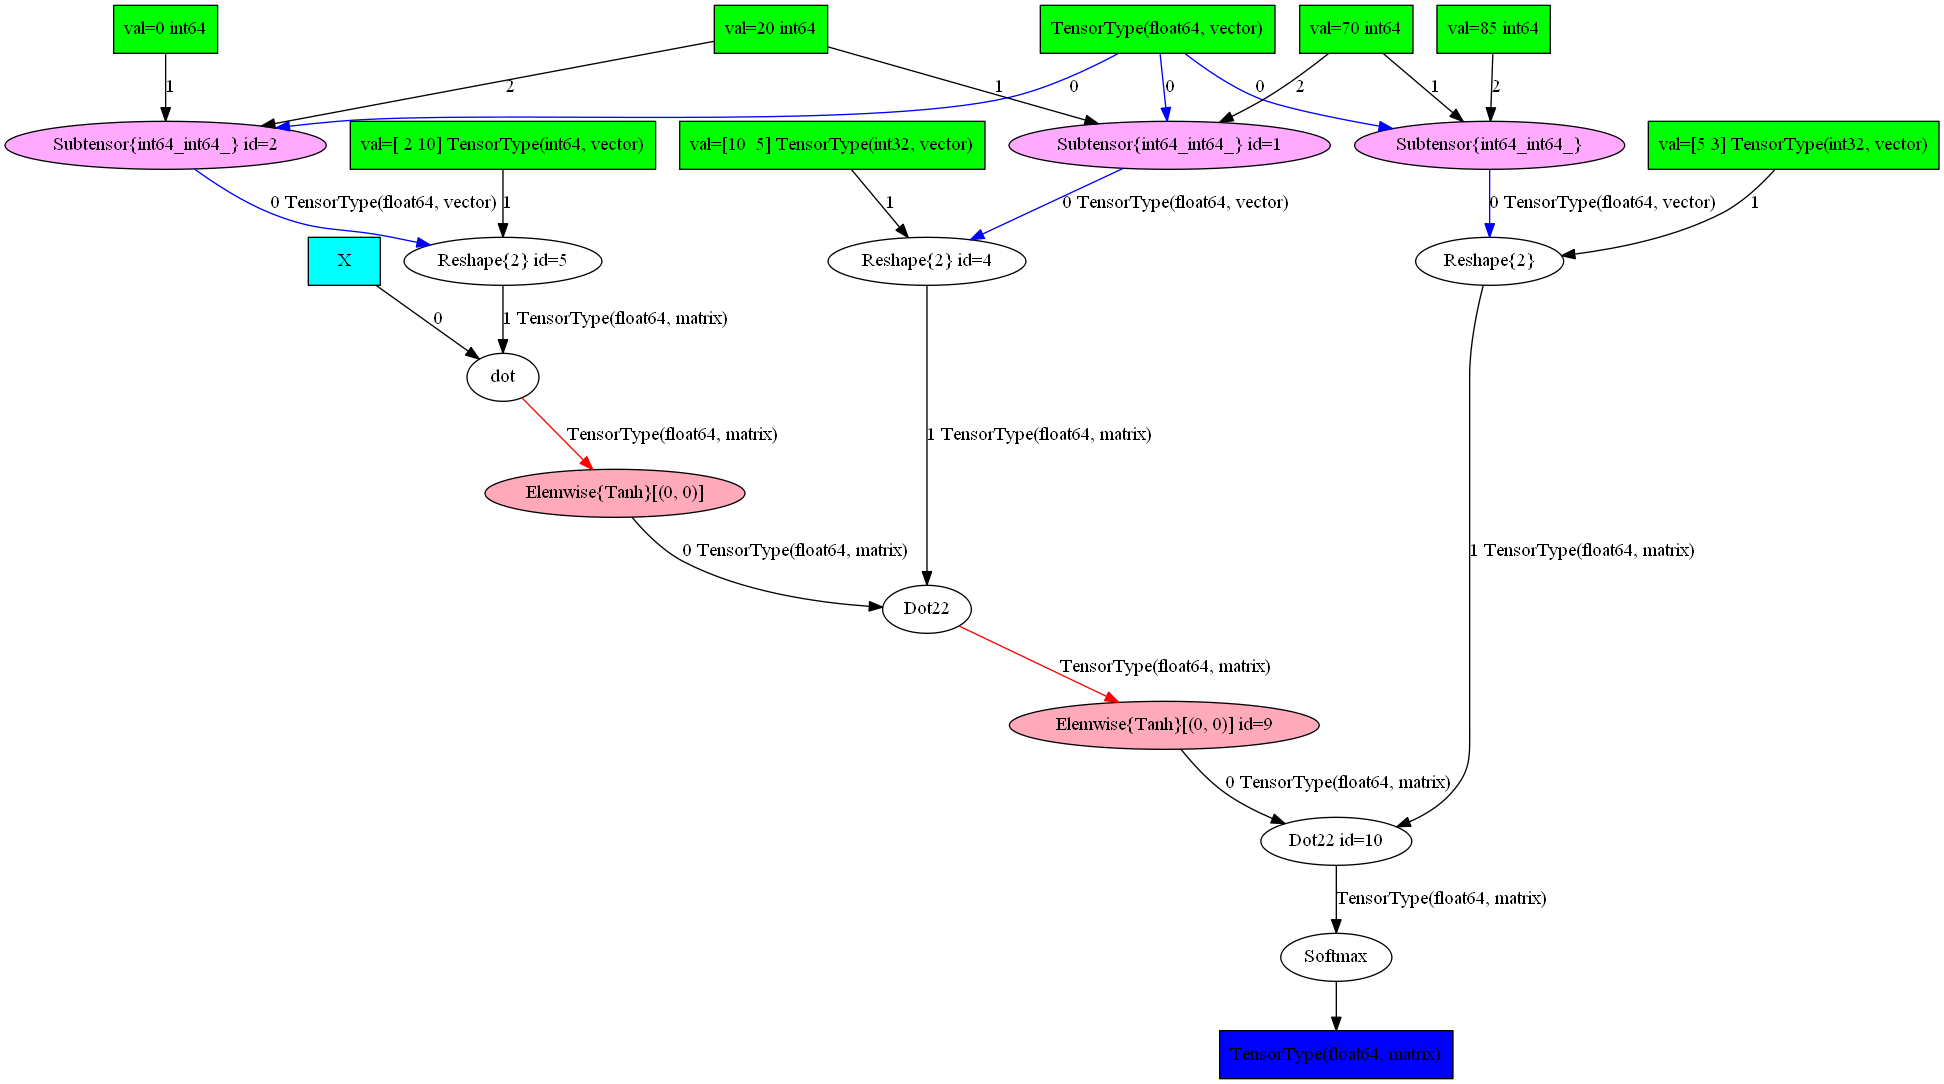 val=0 int64
val=20 int64
TensorType(float64, vector)
val=70 int64
val=85 int64
1
2
0
1
0
0
2
1
2
Subtensor{int64_int64_} id=2
val=[ 2 10] TensorType(int64, vector)
val=[10  5] TensorType(int32, vector)
Subtensor{int64_int64_} id=1
Subtensor{int64_int64_}
val=[5 3] TensorType(int32, vector)
0 TensorType(float64, vector)
1
1
0 TensorType(float64, vector)
0 TensorType(float64, vector)
1
X
Reshape{2} id=5
Reshape{2} id=4
Reshape{2}
0
1 TensorType(float64, matrix)
dot
TensorType(float64, matrix)
1 TensorType(float64, matrix)
Elemwise{Tanh}[(0, 0)]
0 TensorType(float64, matrix)
1 TensorType(float64, matrix)
Dot22
TensorType(float64, matrix)
Elemwise{Tanh}[(0, 0)] id=9
0 TensorType(float64, matrix)
Dot22 id=10
TensorType(float64, matrix)
Softmax
TensorType(float64, matrix)